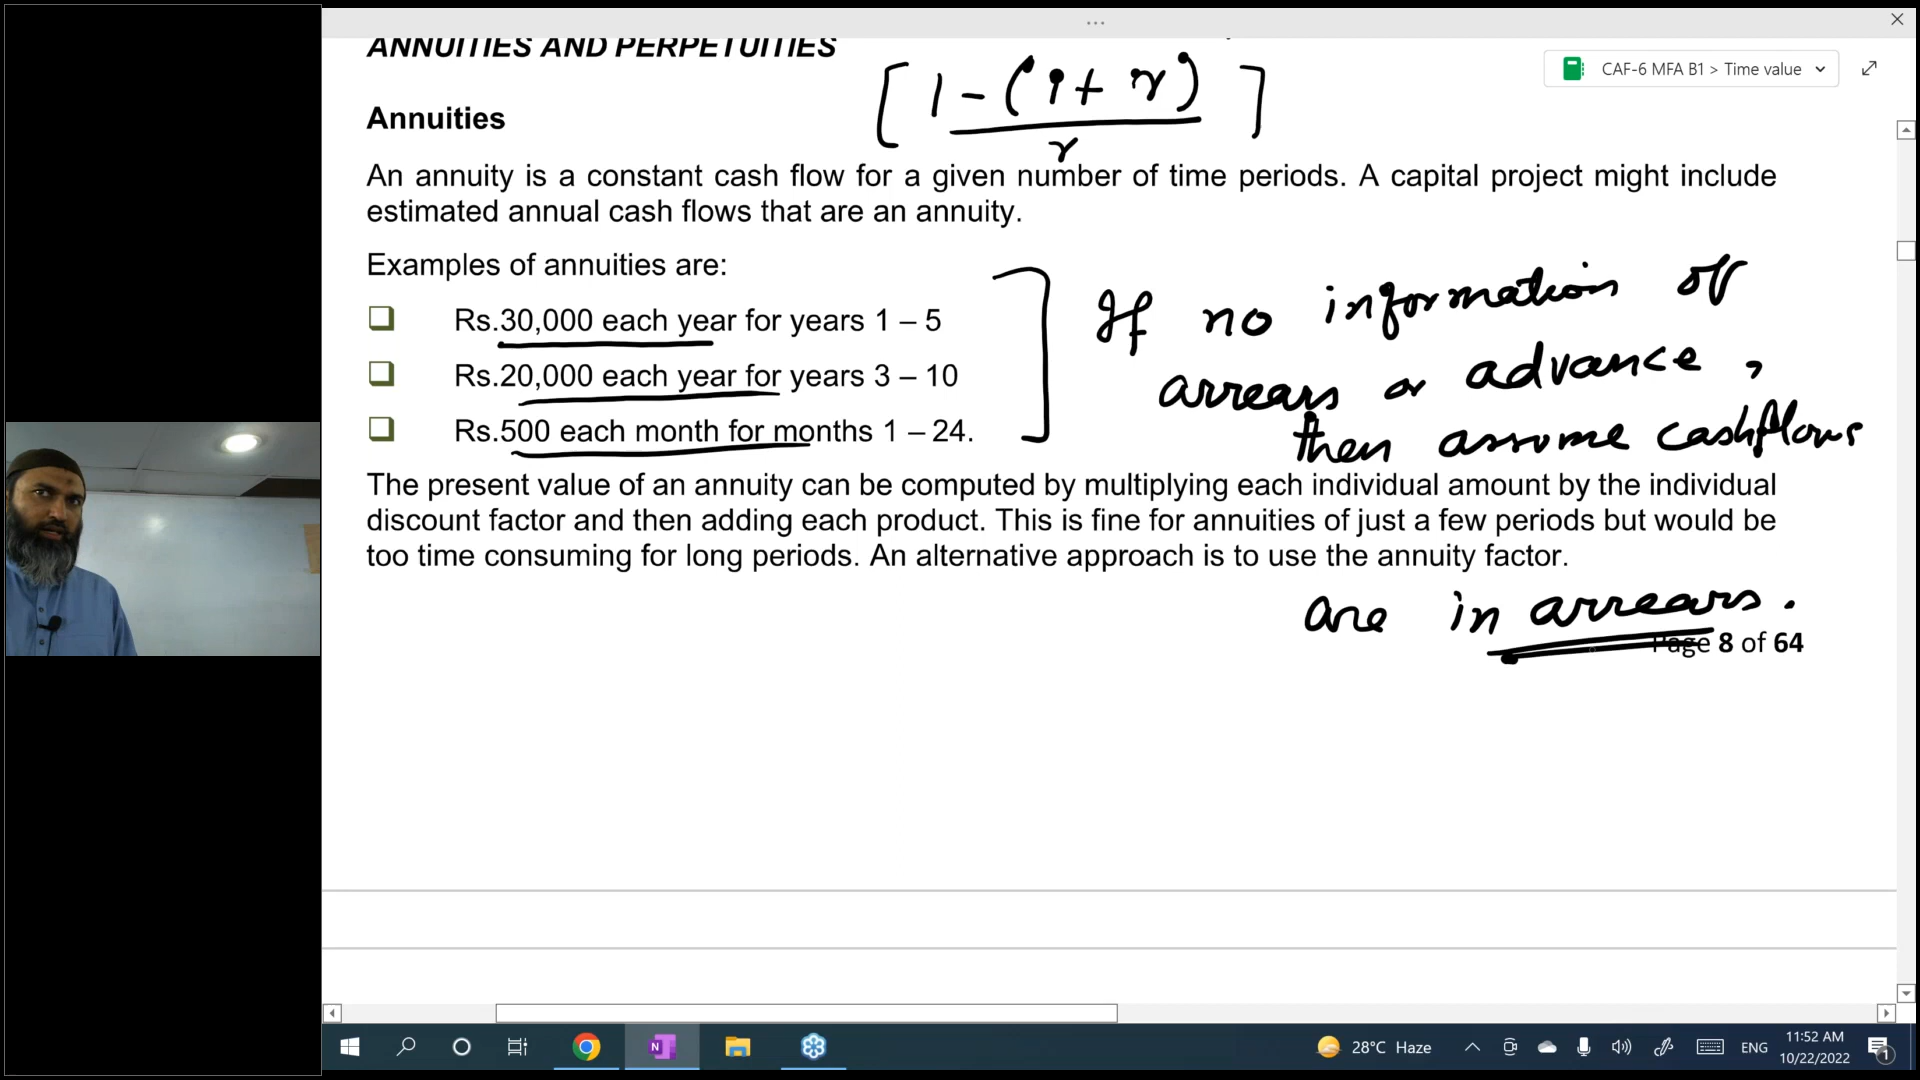 ANNUITIES AND PERPETUITIES
[ 1 - (1 + r) ]
r
CAF-6 MFA B1 > Time value
Annuities
An annuity is a constant cash flow for a given number of time periods. A capital project might include
estimated annual cash flows that are an annuity.
Examples of annuities are:
Rs.30,000 each year for years 1 – 5
Rs.20,000 each year for years 3 – 10
Rs.500 each month for months 1 – 24.
If no information of
arrears or advance,
then assume cashflows
The present value of an annuity can be computed by multiplying each individual amount by the individual
discount factor and then adding each product. This is fine for annuities of just a few periods but would be
too time consuming for long periods. An alternative approach is to use the annuity factor.
are in arrears.
Page 8 of 64
28°C Haze
ENG
11:52 AM
10/22/2022
1